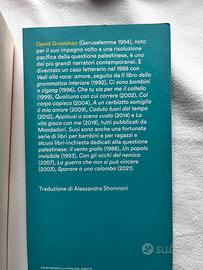 David Grossman (Gerusalemme 1954), noto
per il suo impegno volto a una risoluzione
pacifica della questione palestinese, è uno
dei più grandi narratori contemporanei. È
diventato un caso letterario nel 1988 con
Vedi alla voce: amore, seguito da Il libro della
grammatica interiore (1992), Ci sono bambini
a zigzag (1996), Che tu sia per me il coltello
(1999), Qualcuno con cui correre (2002), Col
corpo capisco (2004), A un cerbiatto somiglia
il mio amore (2009), Caduto fuori dal tempo
(2012), Applausi a scena vuota (2014) e La
vita gioca con me (2019), tutti pubblicati da
Mondadori. Suoi sono anche una fortunata
serie di libri per bambini e per ragazzi e
alcuni libri-inchiesta dedicati alla questione
palestinese: Il vento giallo (1988), Un popolo
invisibile (1993), Con gli occhi del nemico
(2007), La guerra che non si può vincere
(2003), Sparare a una colomba (2021).
Traduzione di Alessandra Shomroni
subito